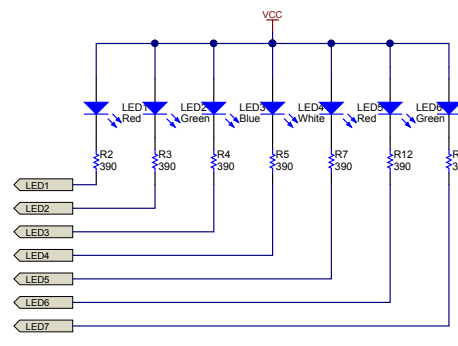 VCC
LED1 LED2 LED3 LED4 LED5 LED6
Red Green Blue White Red Green
R2 R3 R4 R5 R7 R12
390 390 390 390 390 390
LED1
LED2
LED3
LED4
LED5
LED6
LED7